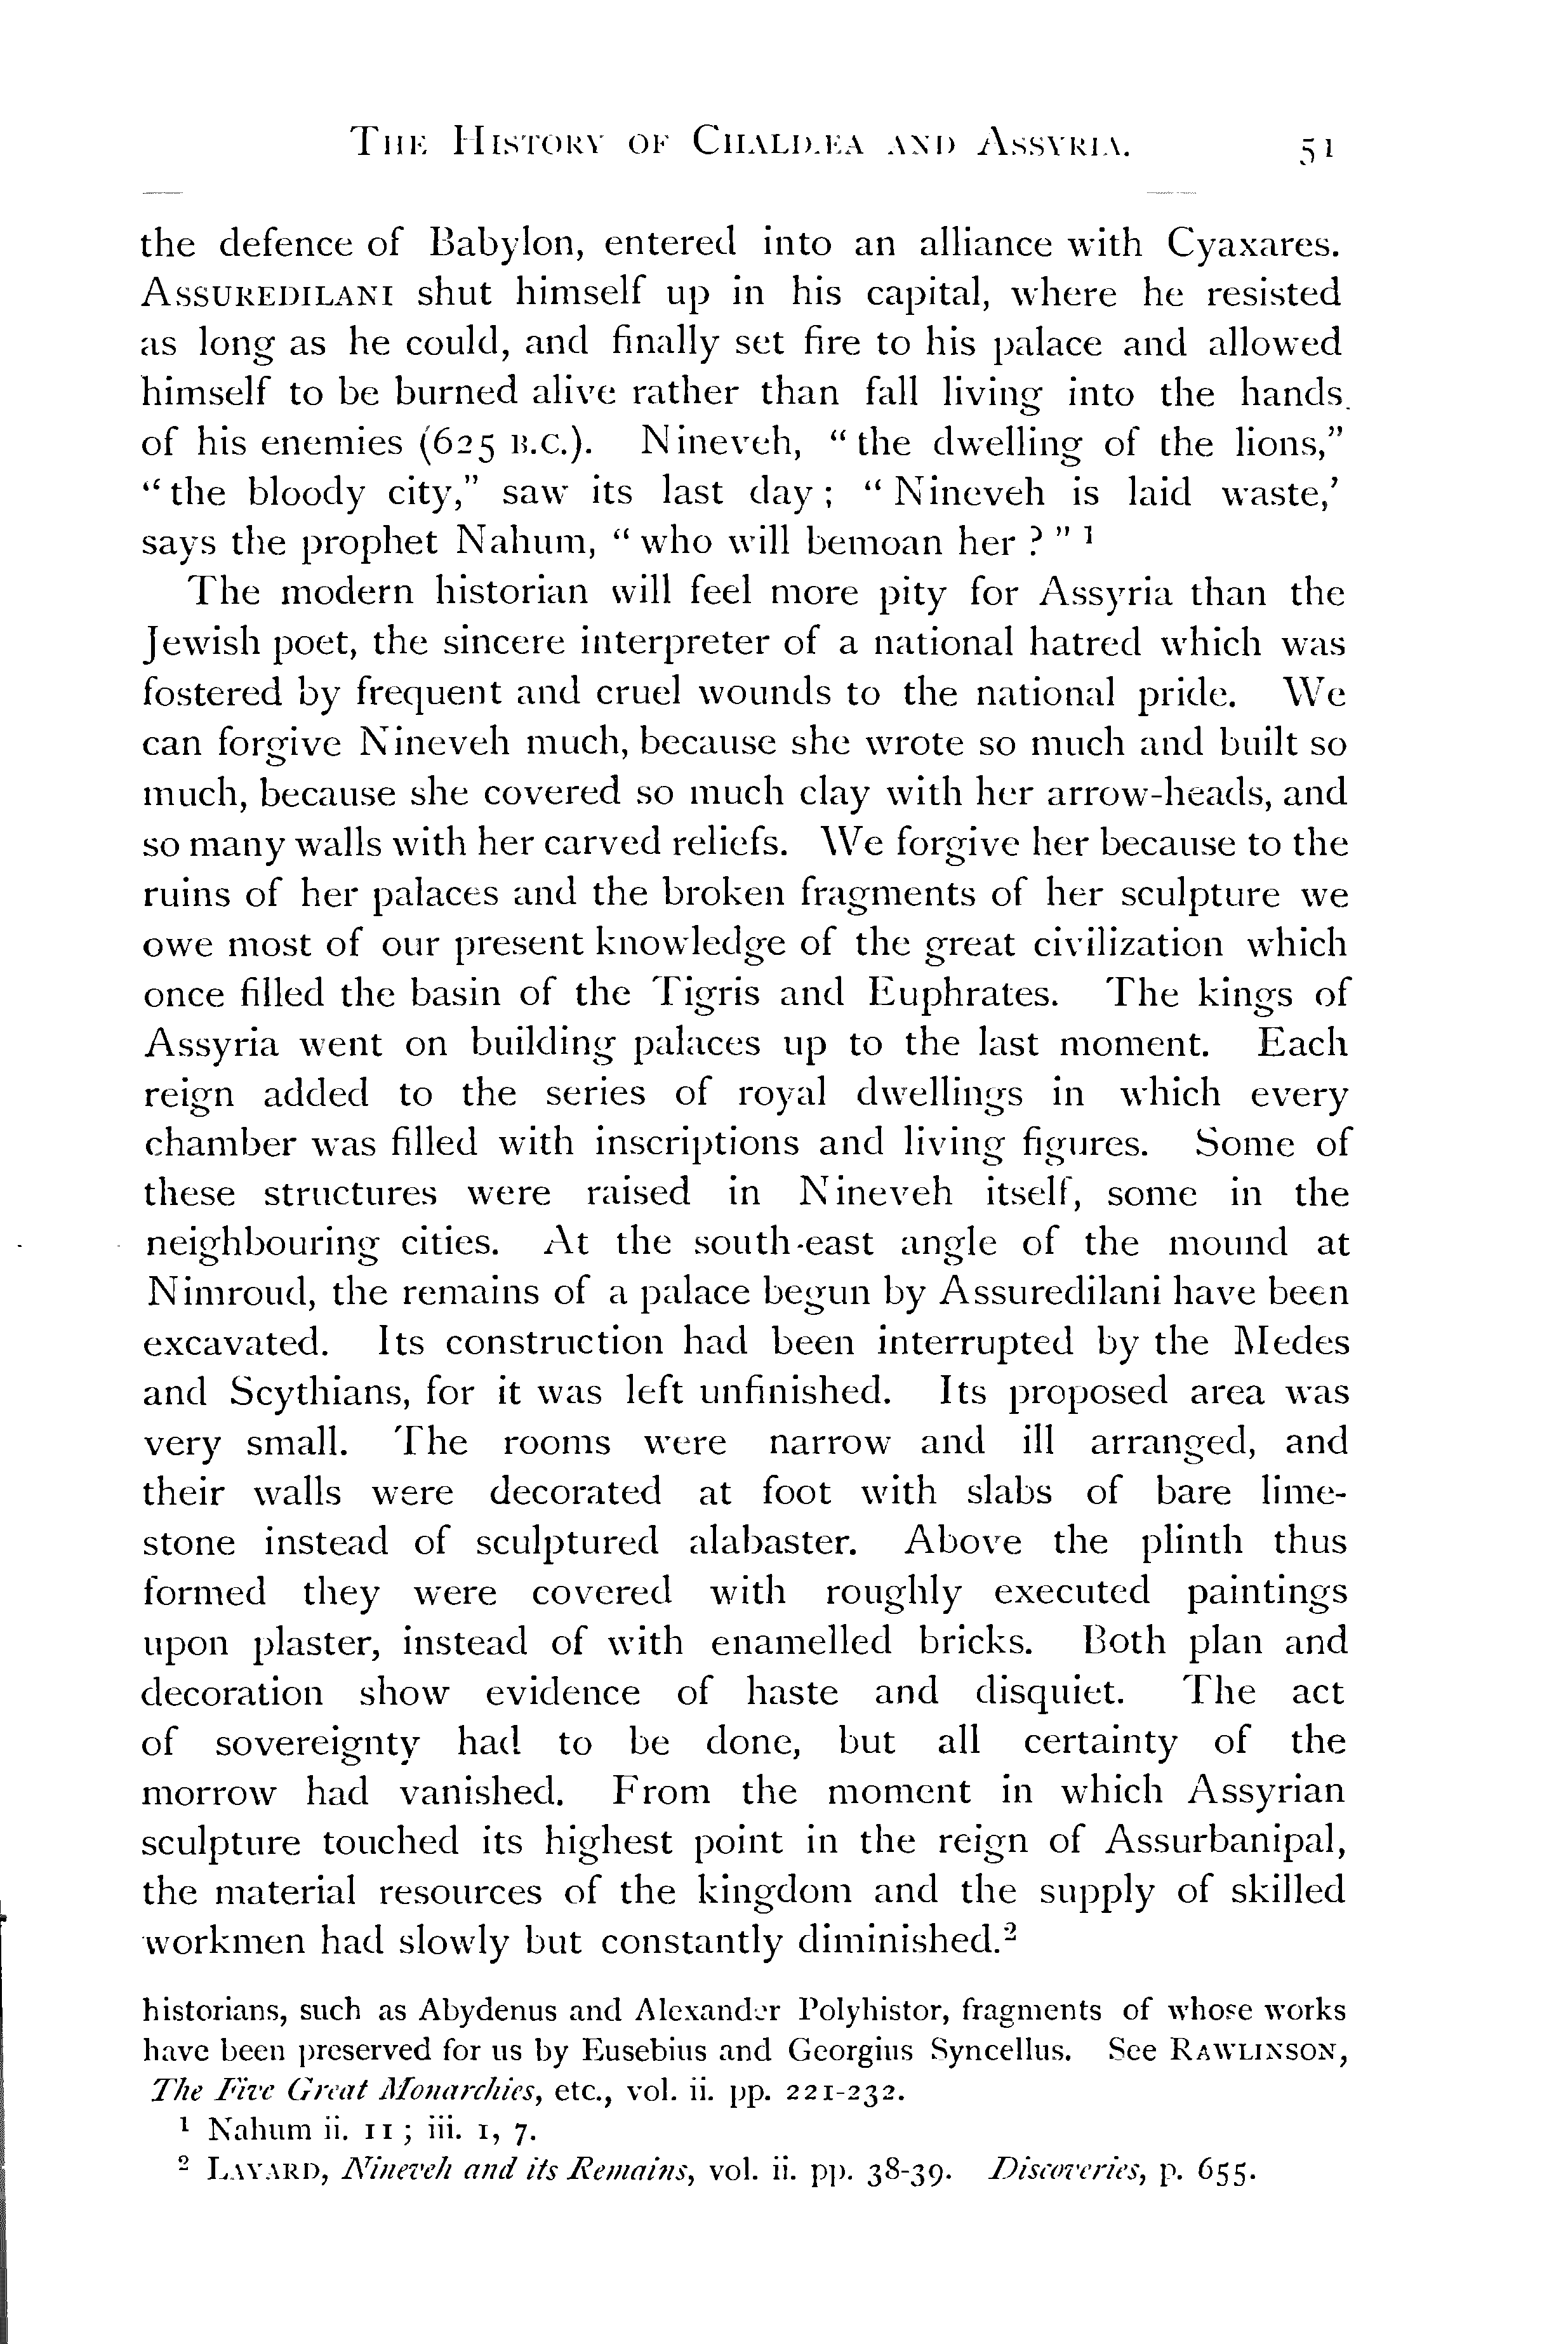 THE HISTORY OF CHALDÆA AND ASSYRIA. 51
the defence of Babylon, entered into an alliance with Cyaxares.
ASSUREDILANI shut himself up in his capital, where he resisted
as long as he could, and finally set fire to his palace and allowed
himself to be burned alive rather than fall living into the hands
of his enemies (625 B.C.). Nineveh, “ the dwelling of the lions,”
“ the bloody city,” saw its last day ; “ Nineveh is laid waste,’
says the prophet Nahum, “ who will bemoan her ? ” ¹
The modern historian will feel more pity for Assyria than the
Jewish poet, the sincere interpreter of a national hatred which was
fostered by frequent and cruel wounds to the national pride. We
can forgive Nineveh much, because she wrote so much and built so
much, because she covered so much clay with her arrow-heads, and
so many walls with her carved reliefs. We forgive her because to the
ruins of her palaces and the broken fragments of her sculpture we
owe most of our present knowledge of the great civilization which
once filled the basin of the Tigris and Euphrates. The kings of
Assyria went on building palaces up to the last moment. Each
reign added to the series of royal dwellings in which every
chamber was filled with inscriptions and living figures. Some of
these structures were raised in Nineveh itself, some in the
neighbouring cities. At the south-east angle of the mound at
Nimroud, the remains of a palace begun by Assuredilani have been
excavated. Its construction had been interrupted by the Medes
and Scythians, for it was left unfinished. Its proposed area was
very small. The rooms were narrow and ill arranged, and
their walls were decorated at foot with slabs of bare lime-
stone instead of sculptured alabaster. Above the plinth thus
formed they were covered with roughly executed paintings
upon plaster, instead of with enamelled bricks. Both plan and
decoration show evidence of haste and disquiet. The act
of sovereignty had to be done, but all certainty of the
morrow had vanished. From the moment in which Assyrian
sculpture touched its highest point in the reign of Assurbanipal,
the material resources of the kingdom and the supply of skilled
workmen had slowly but constantly diminished.²
historians, such as Abydenus and Alexander Polyhistor, fragments of whose works
have been preserved for us by Eusebius and Georgius Syncellus. See RAWLINSON,
The Five Great Monarchies, etc., vol. ii. pp. 221-232.
¹ Nahum ii. 11 ; iii. 1, 7.
² LAYARD, Nineveh and its Remains, vol. ii. pp. 38-39. Discoveries, p. 655.